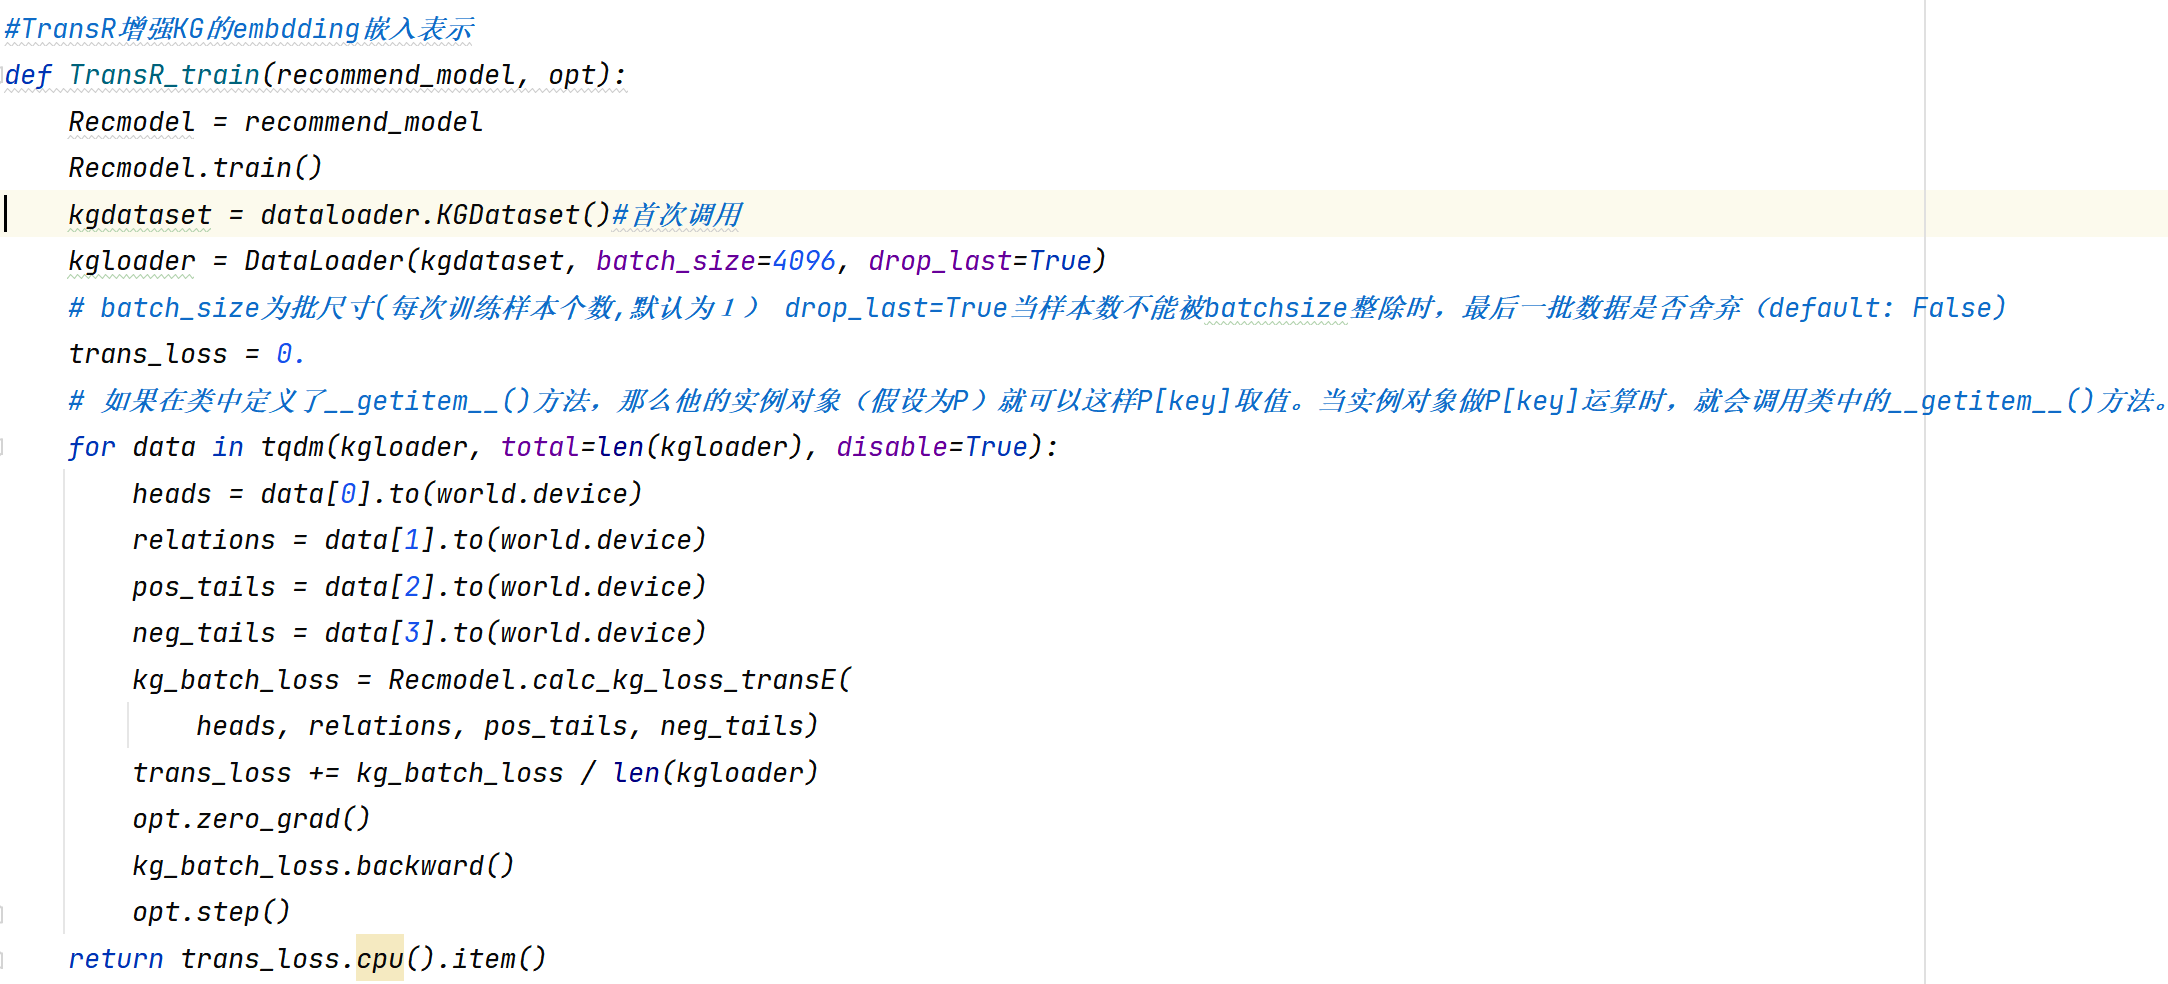 #TransR增强KG的embdding嵌入表示
def TransR_train(recommend_model, opt):
    Recmodel = recommend_model
    Recmodel.train()
    kgdataset = dataloader.KGDataset()#首次调用
    kgloader = DataLoader(kgdataset, batch_size=4096, drop_last=True)
    # batch_size为批尺寸(每次训练样本个数,默认为１） drop_last=True当样本数不能被batchsize整除时，最后一批数据是否舍弃（default: False)
    trans_loss = 0.
    # 如果在类中定义了__getitem__()方法，那么他的实例对象（假设为P）就可以这样P[key]取值。当实例对象做P[key]运算时，就会调用类中的__getitem__()方法。
    for data in tqdm(kgloader, total=len(kgloader), disable=True):
        heads = data[0].to(world.device)
        relations = data[1].to(world.device)
        pos_tails = data[2].to(world.device)
        neg_tails = data[3].to(world.device)
        kg_batch_loss = Recmodel.calc_kg_loss_transE(
            heads, relations, pos_tails, neg_tails)
        trans_loss += kg_batch_loss / len(kgloader)
        opt.zero_grad()
        kg_batch_loss.backward()
        opt.step()
    return trans_loss.cpu().item()